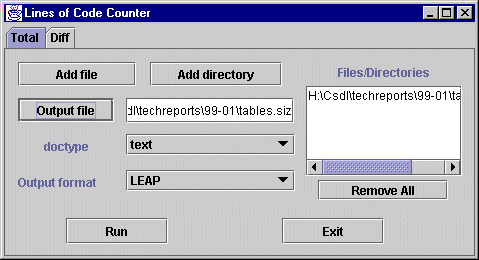 Lines of Code Counter
Total Diff
Add file Add directory
Files/Directories
Output file dl\techreports\99-01\tables.siz
H:\Csdl\techreports\99-01\ta
doctype text
Output format LEAP
Remove All
Run Exit